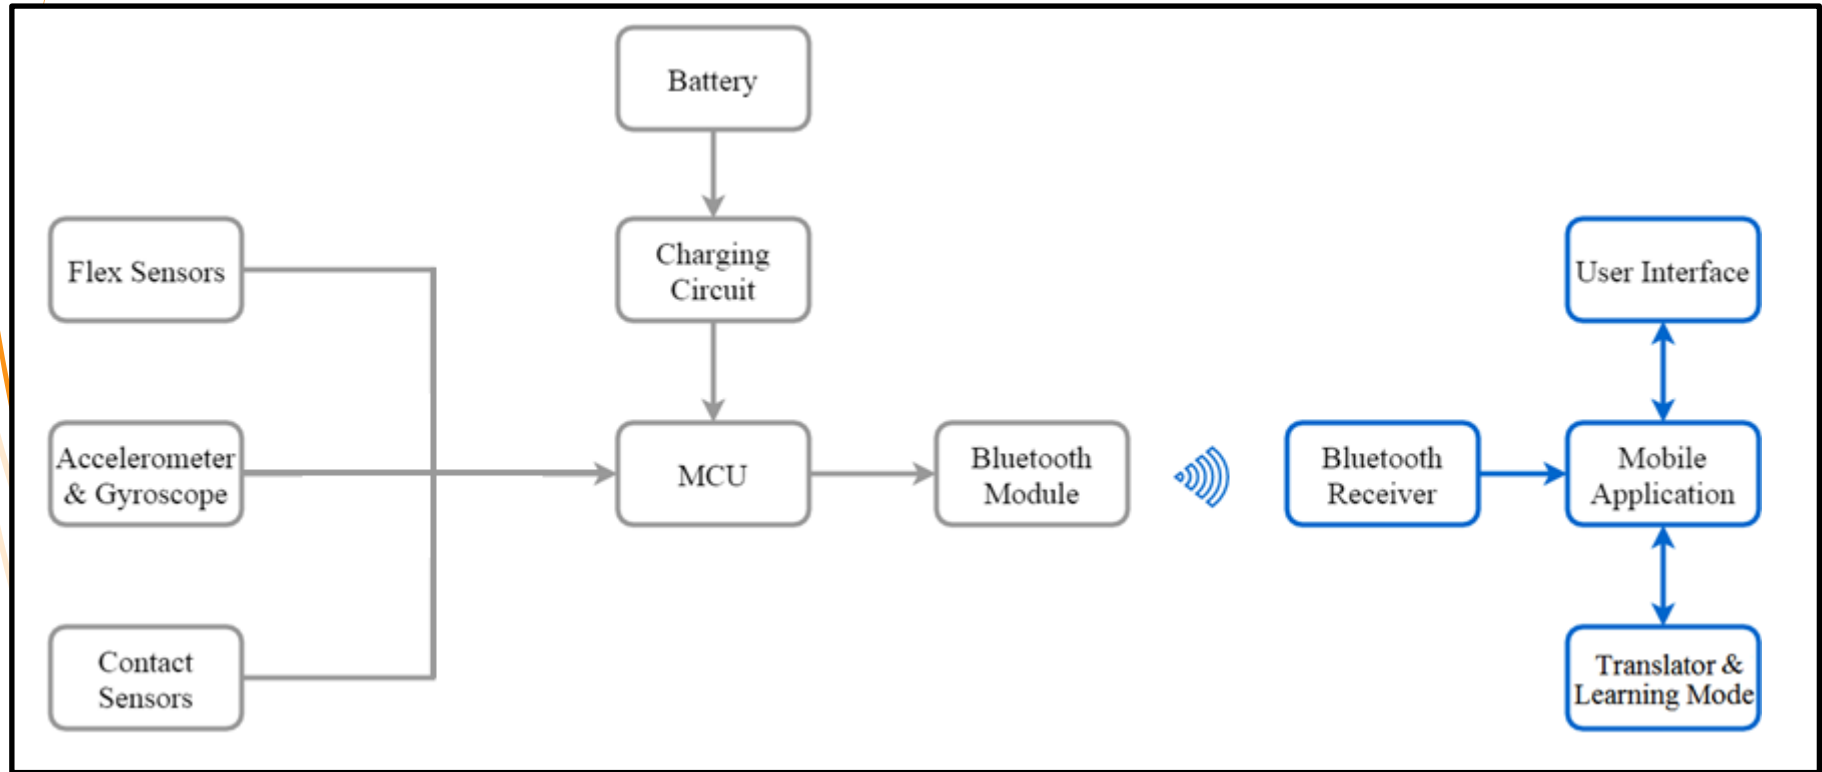 Battery
Flex Sensors
Charging
Circuit
User Interface
Accelerometer
& Gyroscope
MCU
Bluetooth
Module
Bluetooth
Receiver
Mobile
Application
Contact
Sensors
Translator &
Learning Mode